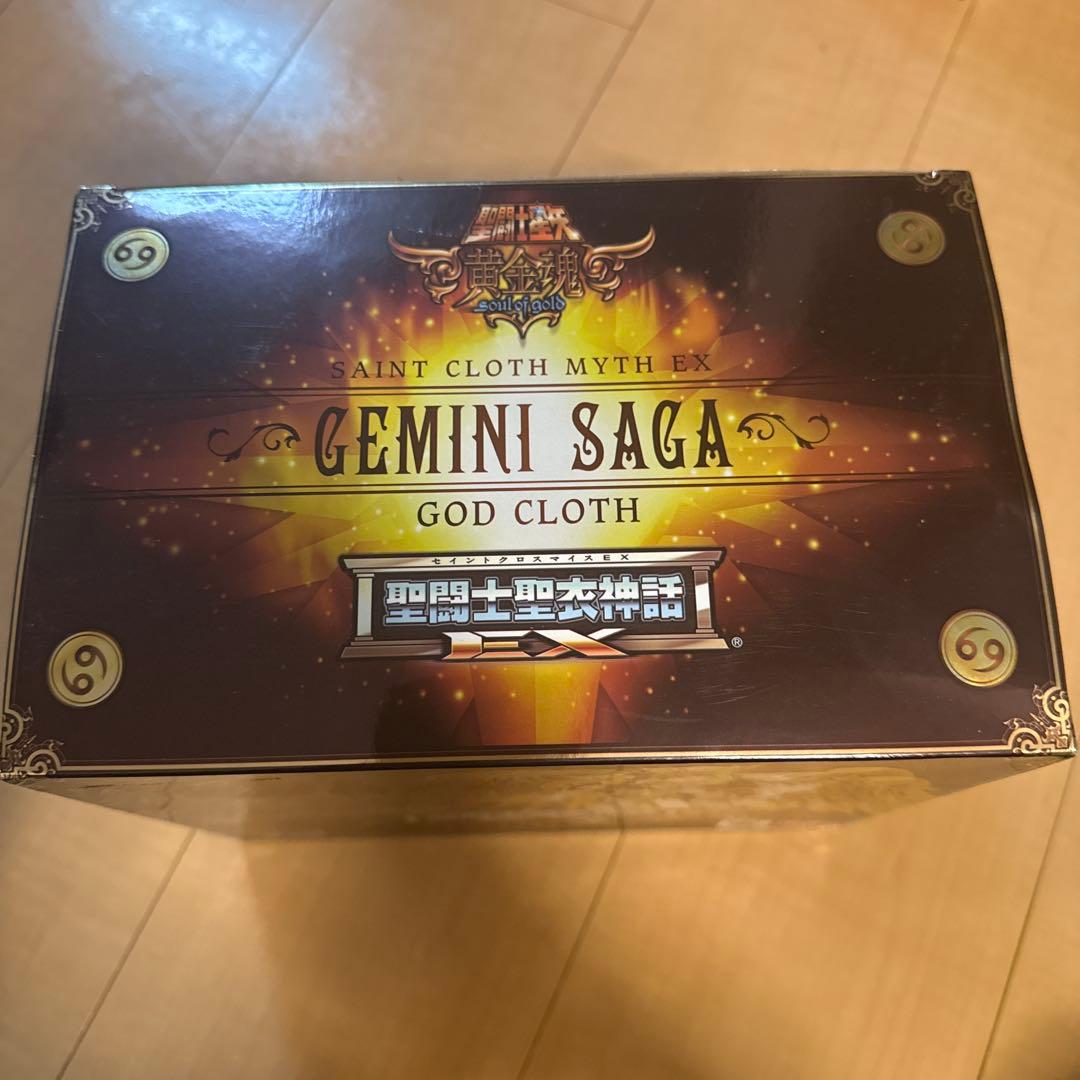 聖闘士星矢
黄金魂
soul of gold
SAINT CLOTH MYTH EX
GEMINI SAGA
GOD CLOTH
セイントクロスマイスEX
聖闘士聖衣神話
EX
®